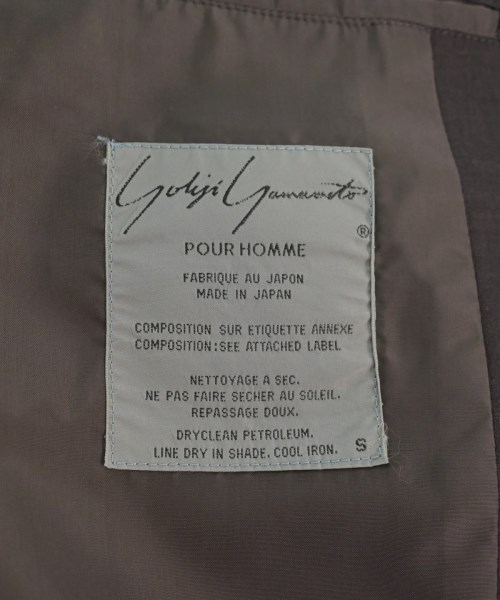 Yohji Yamamoto
®
POUR HOMME
FABRIQUE AU JAPON
MADE IN JAPAN
COMPOSITION SUR ETIQUETTE ANNEXE
COMPOSITION:SEE ATTACHED LABEL
NETTOYAGE A SEC.
NE PAS FAIRE SECHER AU SOLEIL.
REPASSAGE DOUX.
DRYCLEAN PETROLEUM.
LINE DRY IN SHADE, COOL IRON.
S